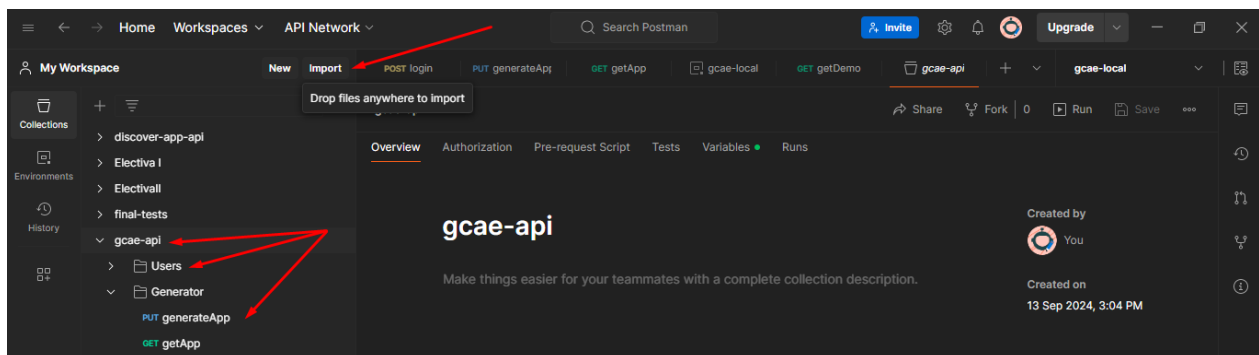 Home Workspaces API Network Search Postman Invite Upgrade
My Workspace New Import POST login PUT generateApp GET getApp gcae-local GET getDemo gcae-api gcae-local
Drop files anywhere to import
Share Fork 0 Run Save
Collections
Environments
History
discover-app-api
Electiva I
ElectivaII
final-tests
gcae-api
Users
Generator
PUT generateApp
GET getApp
Overview Authorization Pre-request Script Tests Variables Runs
gcae-api
Make things easier for your teammates with a complete collection description.
Created by
You
Created on
13 Sep 2024, 3:04 PM